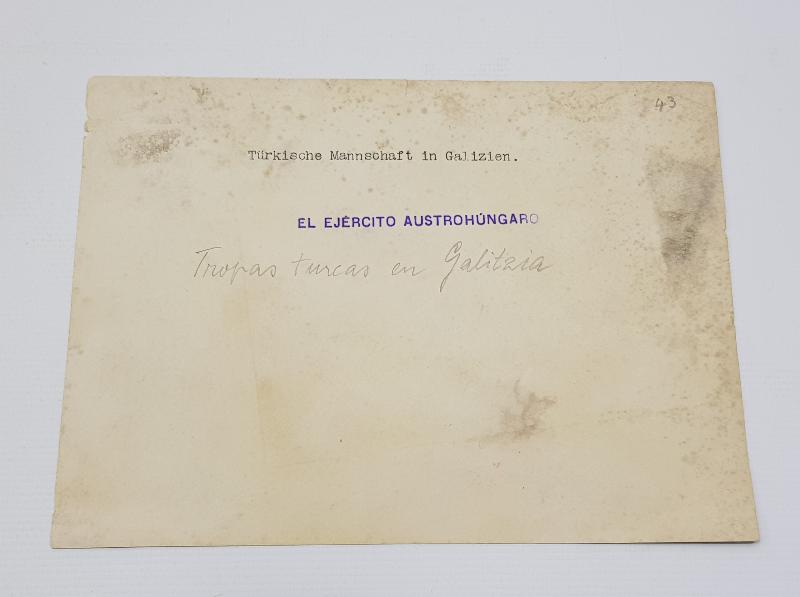 43
Türkische Mannschaft in Galizien.
EL EJÉRCITO AUSTROHÚNGARO
Tropas turcas en Galitzia